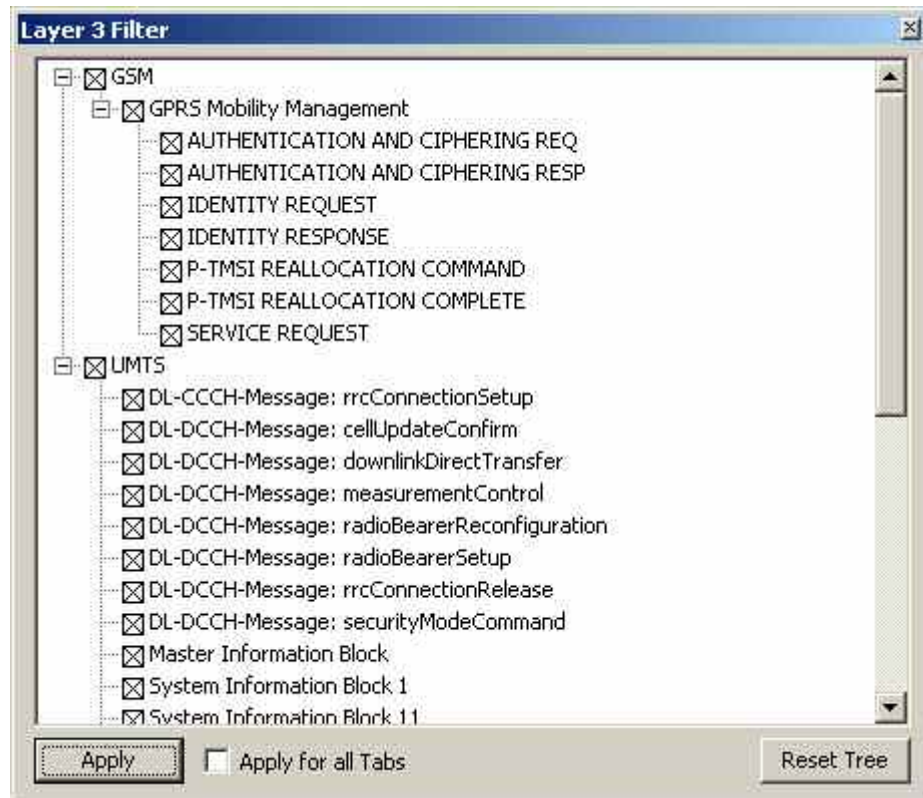 Layer 3 Filter
GSM
GPRS Mobility Management
AUTHENTICATION AND CIPHERING REQ
AUTHENTICATION AND CIPHERING RESP
IDENTITY REQUEST
IDENTITY RESPONSE
P-TMSI REALLOCATION COMMAND
P-TMSI REALLOCATION COMPLETE
SERVICE REQUEST
UMTS
DL-CCCH-Message: rrcConnectionSetup
DL-DCCH-Message: cellUpdateConfirm
DL-DCCH-Message: downlinkDirectTransfer
DL-DCCH-Message: measurementControl
DL-DCCH-Message: radioBearerReconfiguration
DL-DCCH-Message: radioBearerSetup
DL-DCCH-Message: rrcConnectionRelease
DL-DCCH-Message: securityModeCommand
Master Information Block
System Information Block 1
System Information Block 11
Apply Apply for all Tabs Reset Tree